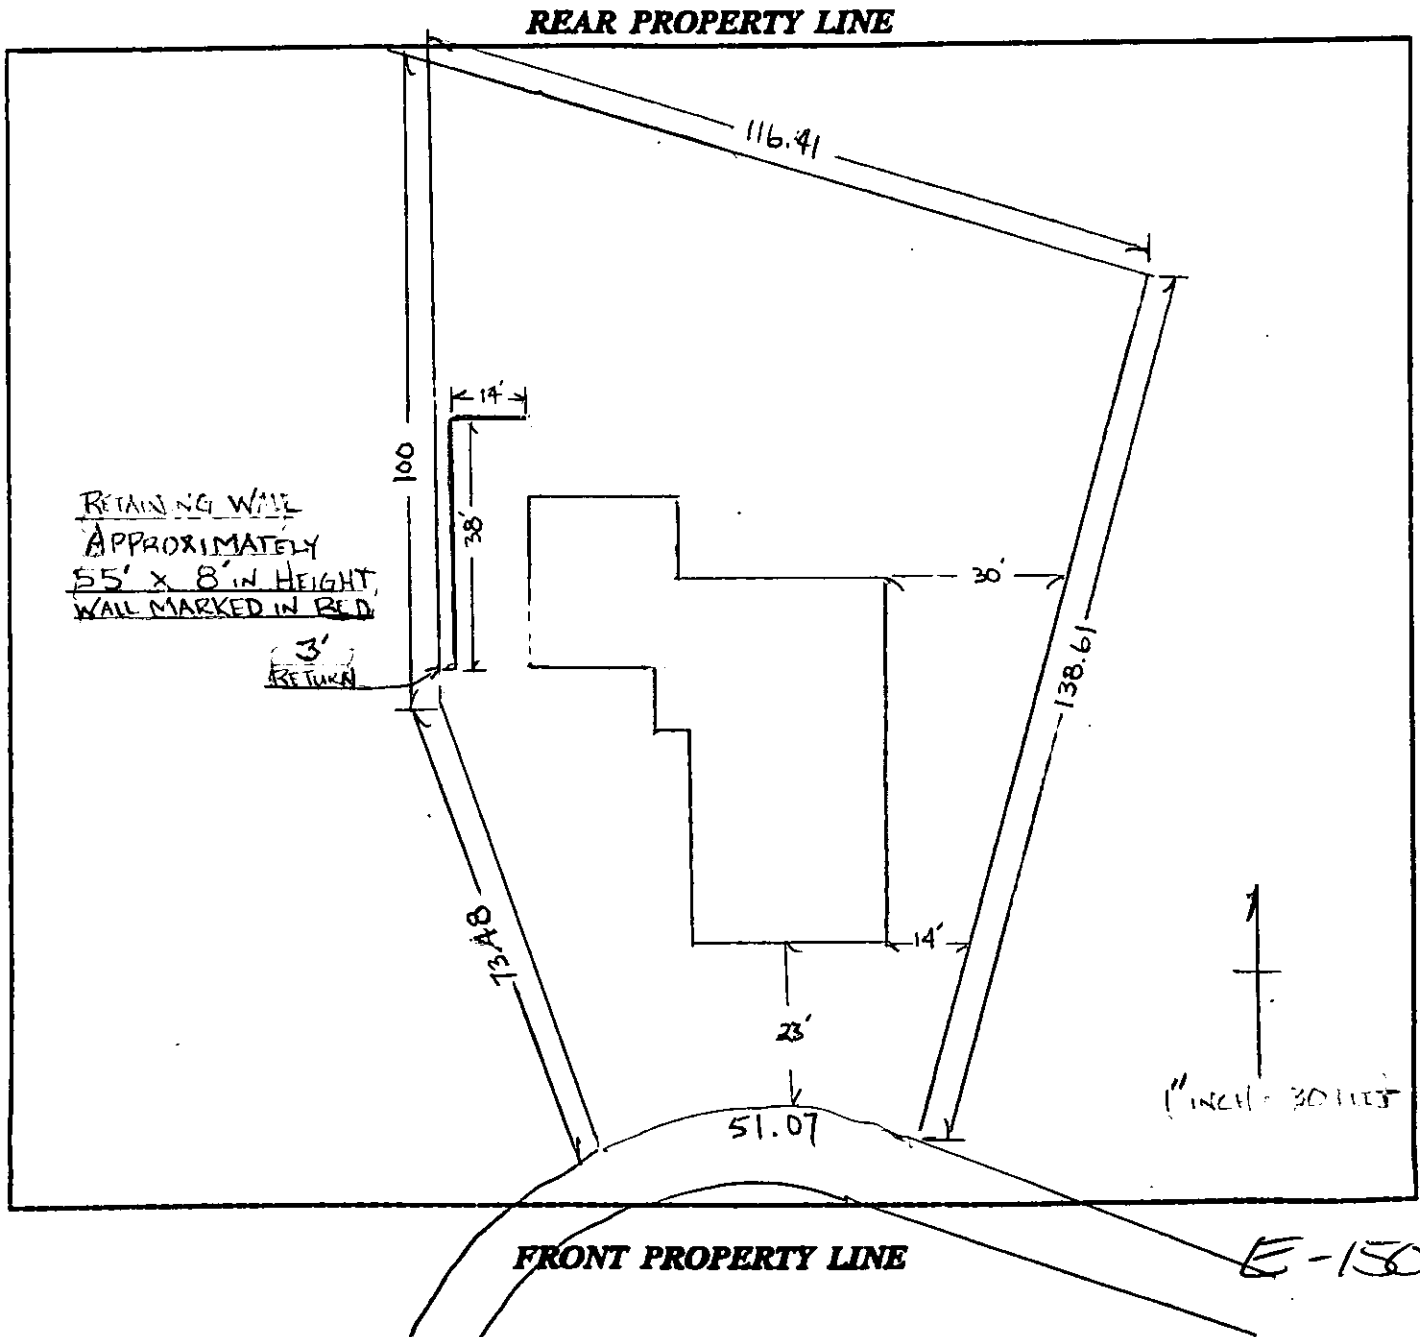 REAR PROPERTY LINE
116.41
14'
100
38'
RETAINING WALL
APPROXIMATELY
55' x 8' IN HEIGHT
WALL MARKED IN RED
3'
RETURN
30'
138.61
73.48
14'
23'
51.07
1" INCH = 30
FRONT PROPERTY LINE
E-150